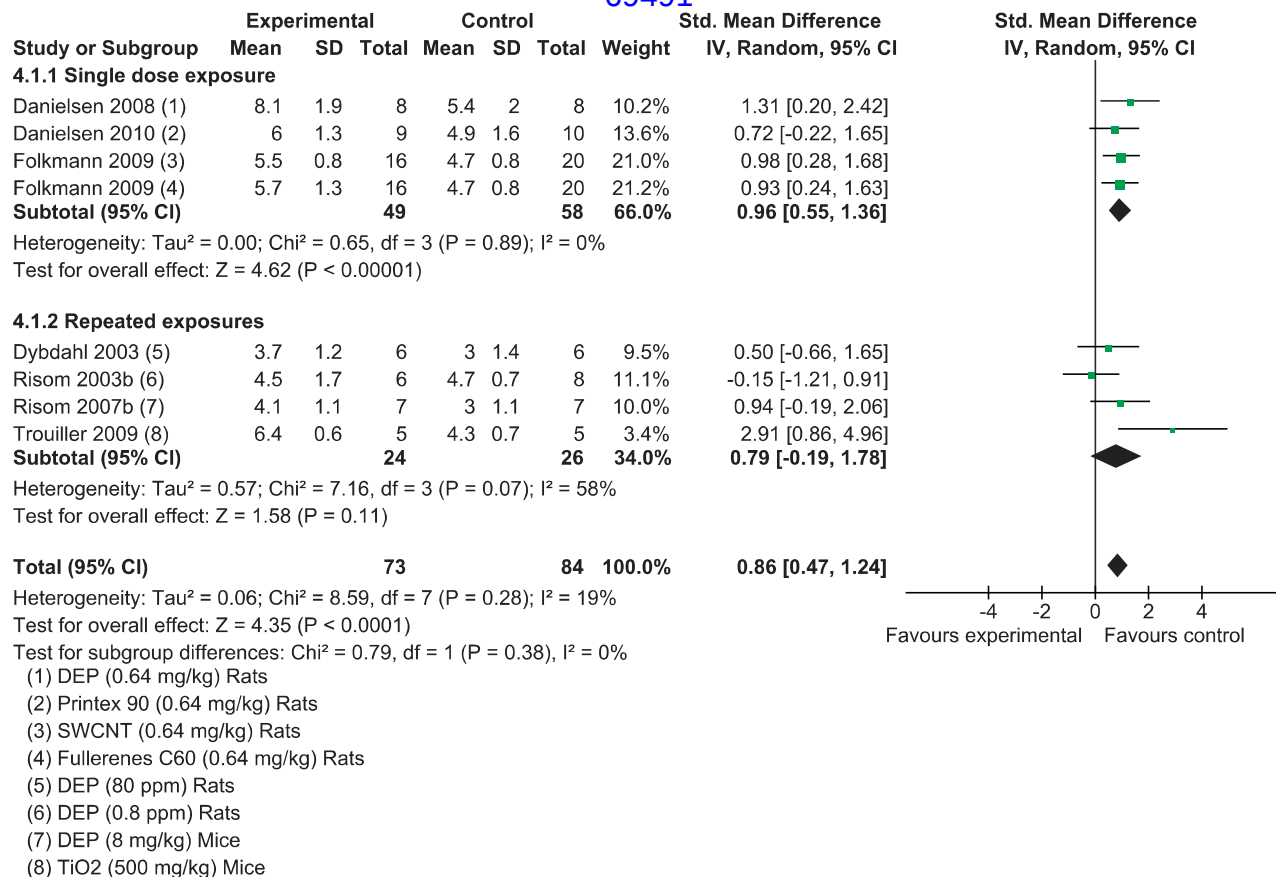 Experimental Control Std. Mean Difference Std. Mean Difference
Study or Subgroup Mean SD Total Mean SD Total Weight IV, Random, 95% CI IV, Random, 95% CI
4.1.1 Single dose exposure
Danielsen 2008 (1) 8.1 1.9 8 5.4 2 8 10.2% 1.31 [0.20, 2.42]
Danielsen 2010 (2) 6 1.3 9 4.9 1.6 10 13.6% 0.72 [-0.22, 1.65]
Folkmann 2009 (3) 5.5 0.8 16 4.7 0.8 20 21.0% 0.98 [0.28, 1.68]
Folkmann 2009 (4) 5.7 1.3 16 4.7 0.8 20 21.2% 0.93 [0.24, 1.63]
Subtotal (95% CI) 49 58 66.0% 0.96 [0.55, 1.36]
Heterogeneity: Tau² = 0.00; Chi² = 0.65, df = 3 (P = 0.89); I² = 0%
Test for overall effect: Z = 4.62 (P < 0.00001)
4.1.2 Repeated exposures
Dybdahl 2003 (5) 3.7 1.2 6 3 1.4 6 9.5% 0.50 [-0.66, 1.65]
Risom 2003b (6) 4.5 1.7 6 4.7 0.7 8 11.1% -0.15 [-1.21, 0.91]
Risom 2007b (7) 4.1 1.1 7 3 1.1 7 10.0% 0.94 [-0.19, 2.06]
Trouiller 2009 (8) 6.4 0.6 5 4.3 0.7 5 3.4% 2.91 [0.86, 4.96]
Subtotal (95% CI) 24 26 34.0% 0.79 [-0.19, 1.78]
Heterogeneity: Tau² = 0.57; Chi² = 7.16, df = 3 (P = 0.07); I² = 58%
Test for overall effect: Z = 1.58 (P = 0.11)
Total (95% CI) 73 84 100.0% 0.86 [0.47, 1.24]
Heterogeneity: Tau² = 0.06; Chi² = 8.59, df = 7 (P = 0.28); I² = 19%
-4 -2 0 2 4
Test for overall effect: Z = 4.35 (P < 0.0001)
Favours experimental Favours control
Test for subgroup differences: Chi² = 0.79, df = 1 (P = 0.38), I² = 0%
(1) DEP (0.64 mg/kg) Rats
(2) Printex 90 (0.64 mg/kg) Rats
(3) SWCNT (0.64 mg/kg) Rats
(4) Fullerenes C60 (0.64 mg/kg) Rats
(5) DEP (80 ppm) Rats
(6) DEP (0.8 ppm) Rats
(7) DEP (8 mg/kg) Mice
(8) TiO2 (500 mg/kg) Mice